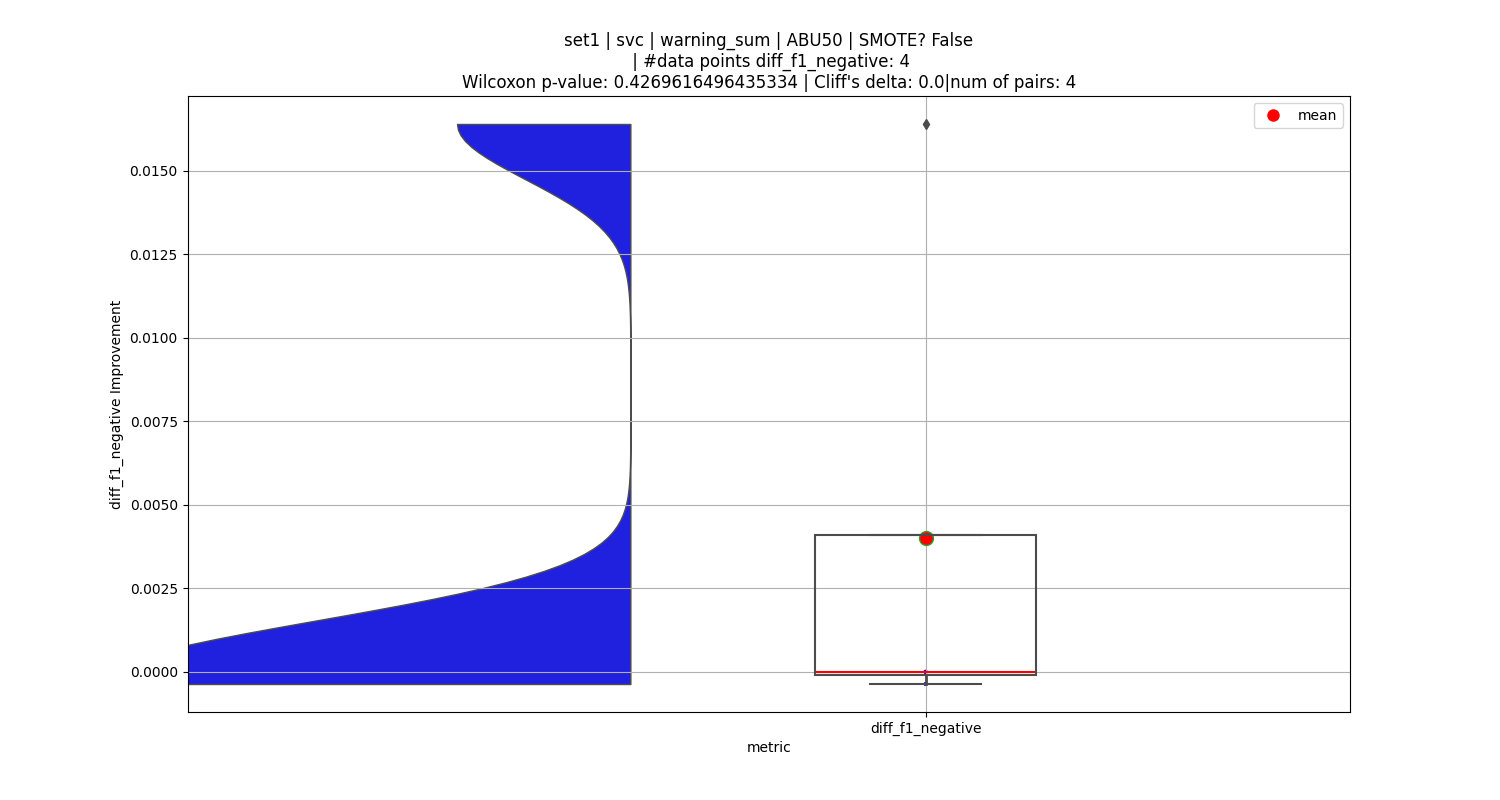 set1 | svc | warning_sum | ABU50 | SMOTE? False
| #data points diff_f1_negative: 4
Wilcoxon p-value: 0.4269616496435334 | Cliff's delta: 0.0|num of pairs: 4
mean
0.0150
0.0125
0.0100
0.0075
0.0050
0.0025
0.0000
diff_f1_negative Improvement
diff_f1_negative
metric